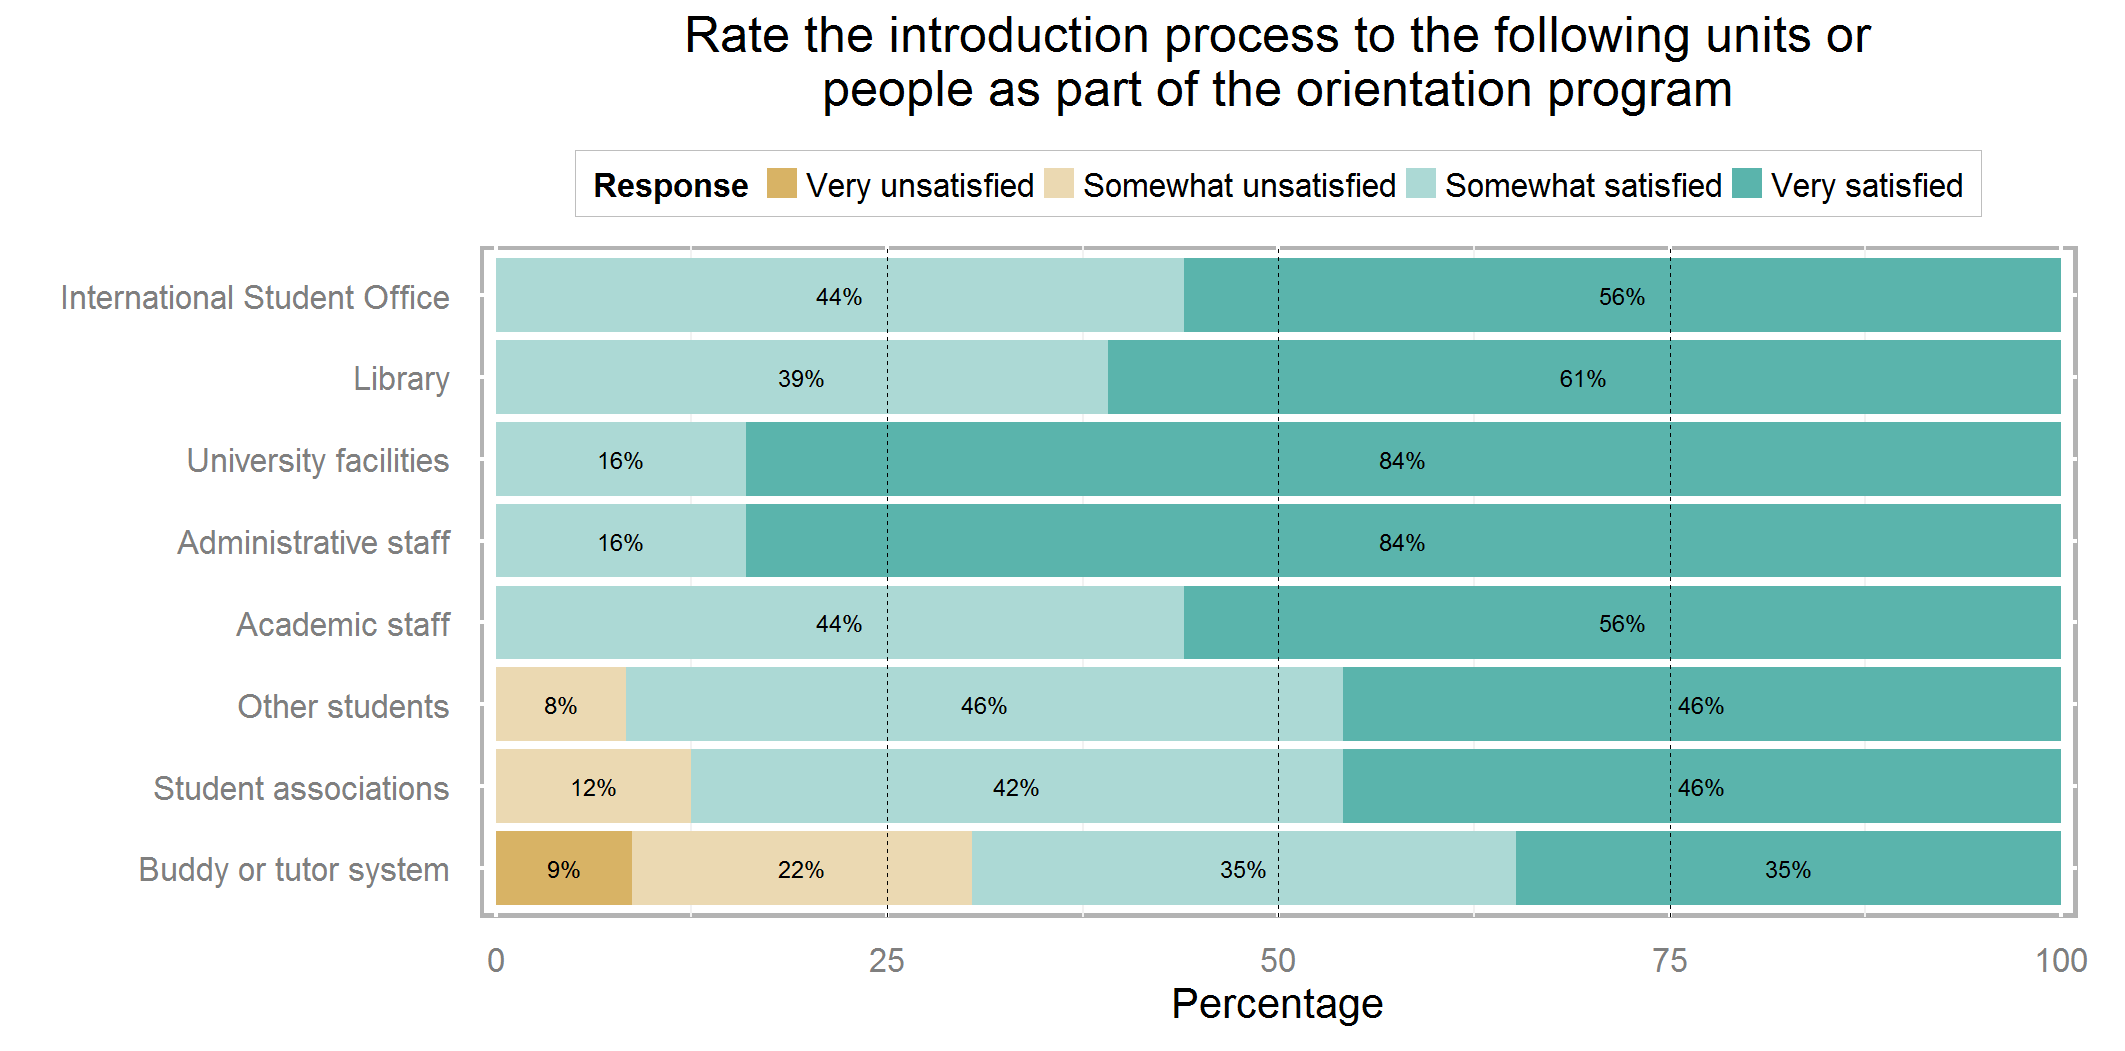 Rate the introduction process to the following units or
people as part of the orientation program
Response Very unsatisfied Somewhat unsatisfied Somewhat satisfied Very satisfied
International Student Office 44% 56%
Library 39% 61%
University facilities 16% 84%
Administrative staff 16% 84%
Academic staff 44% 56%
Other students 8% 46% 46%
Student associations 12% 42% 46%
Buddy or tutor system 9% 22% 35% 35%
0 25 50 75 100
Percentage